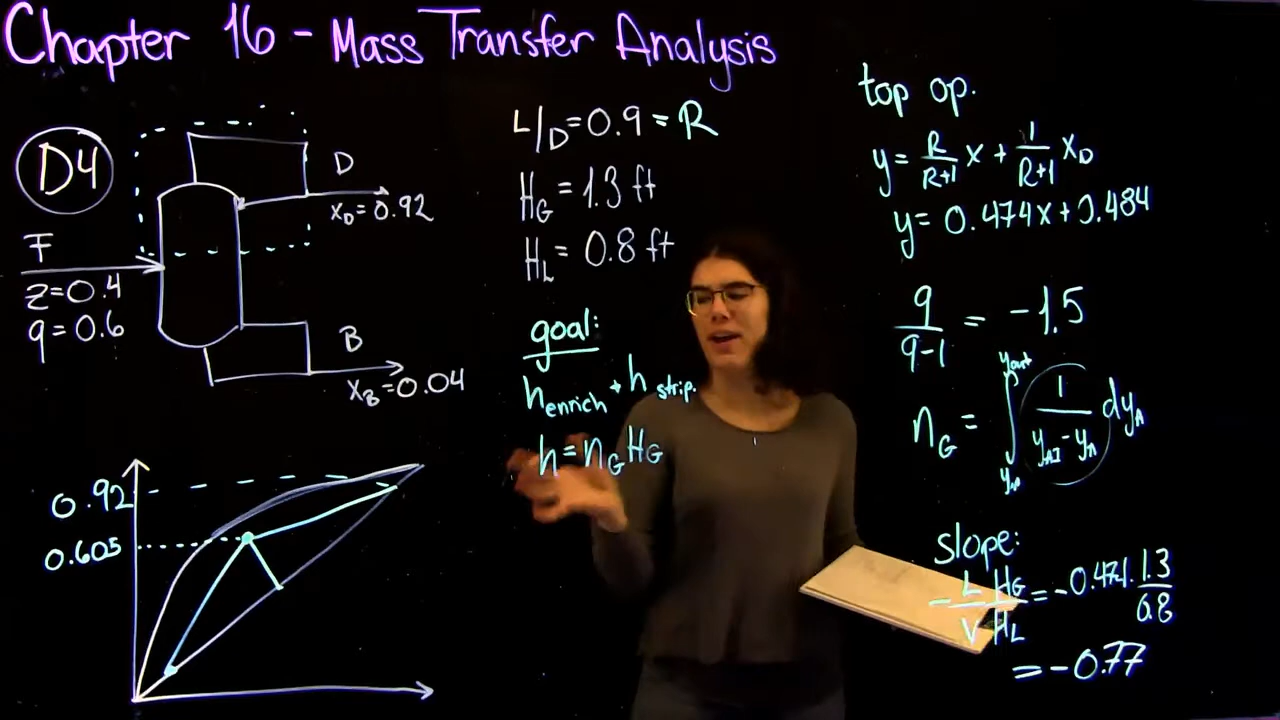 Chapter 16 - Mass Transfer Analysis
D4
F
z=0.4
q=0.6
D
x_D=0.92
B
x_B=0.04
0.92
0.605
L/D=0.9=R
H_G=1.3 ft
H_L=0.8 ft
goal:
h_enrich + h_strip.
h=n_G H_G
top op.
y=R/(R+1) x + 1/(R+1) x_D
y=0.474x+0.484
q/(q-1) = -1.5
n_G = ∫_{y_in}^{y_out} 1/(y_AI-y_A) dy_A
slope:
-L/V H_G/H_L = -0.474·1.3/0.8
= -0.77